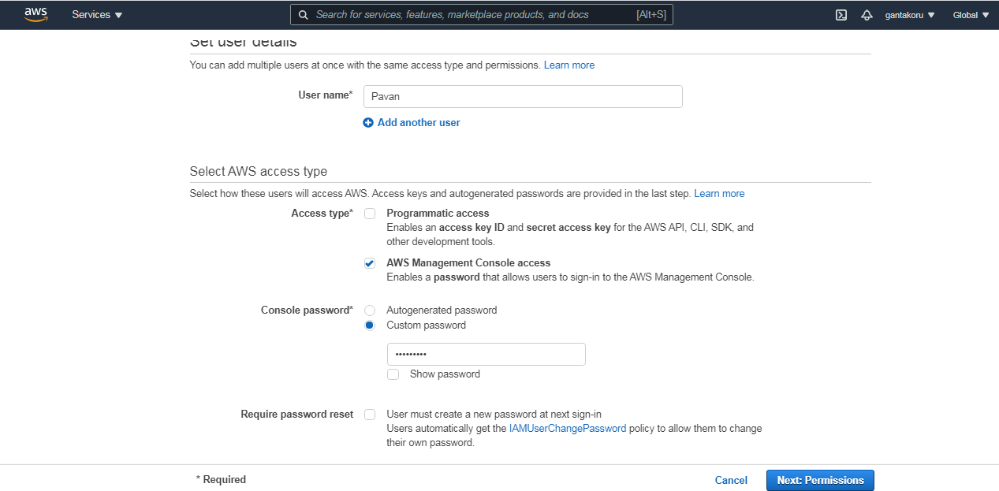 aws Services Search for services, features, marketplace products, and docs [Alt+S] gantakoru Global
Set user details
You can add multiple users at once with the same access type and permissions. Learn more
User name* Pavan
Add another user
Select AWS access type
Select how these users will access AWS. Access keys and autogenerated passwords are provided in the last step. Learn more
Access type* Programmatic access
Enables an access key ID and secret access key for the AWS API, CLI, SDK, and
other development tools.
AWS Management Console access
Enables a password that allows users to sign-in to the AWS Management Console.
Console password* Autogenerated password
Custom password
•••••••••
Show password
Require password reset User must create a new password at next sign-in
Users automatically get the IAMUserChangePassword policy to allow them to change
their own password.
* Required Cancel Next: Permissions